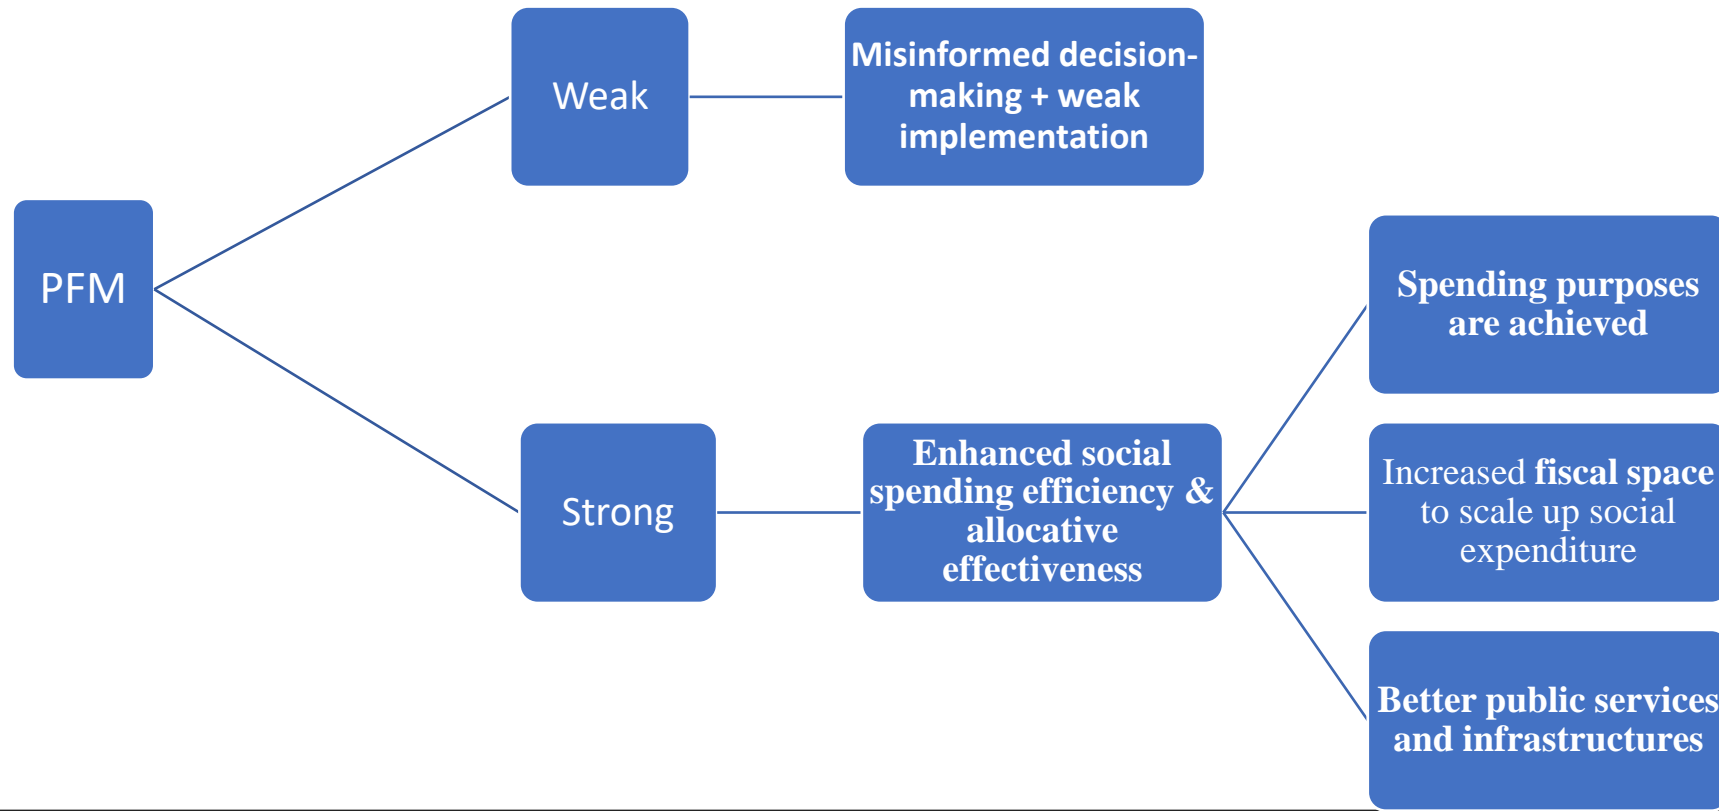 PFM
Weak
Misinformed decision-
making + weak
implementation
Strong
Enhanced social
spending efficiency &
allocative
effectiveness
Spending purposes
are achieved
Increased fiscal space
to scale up social
expenditure
Better public services
and infrastructures